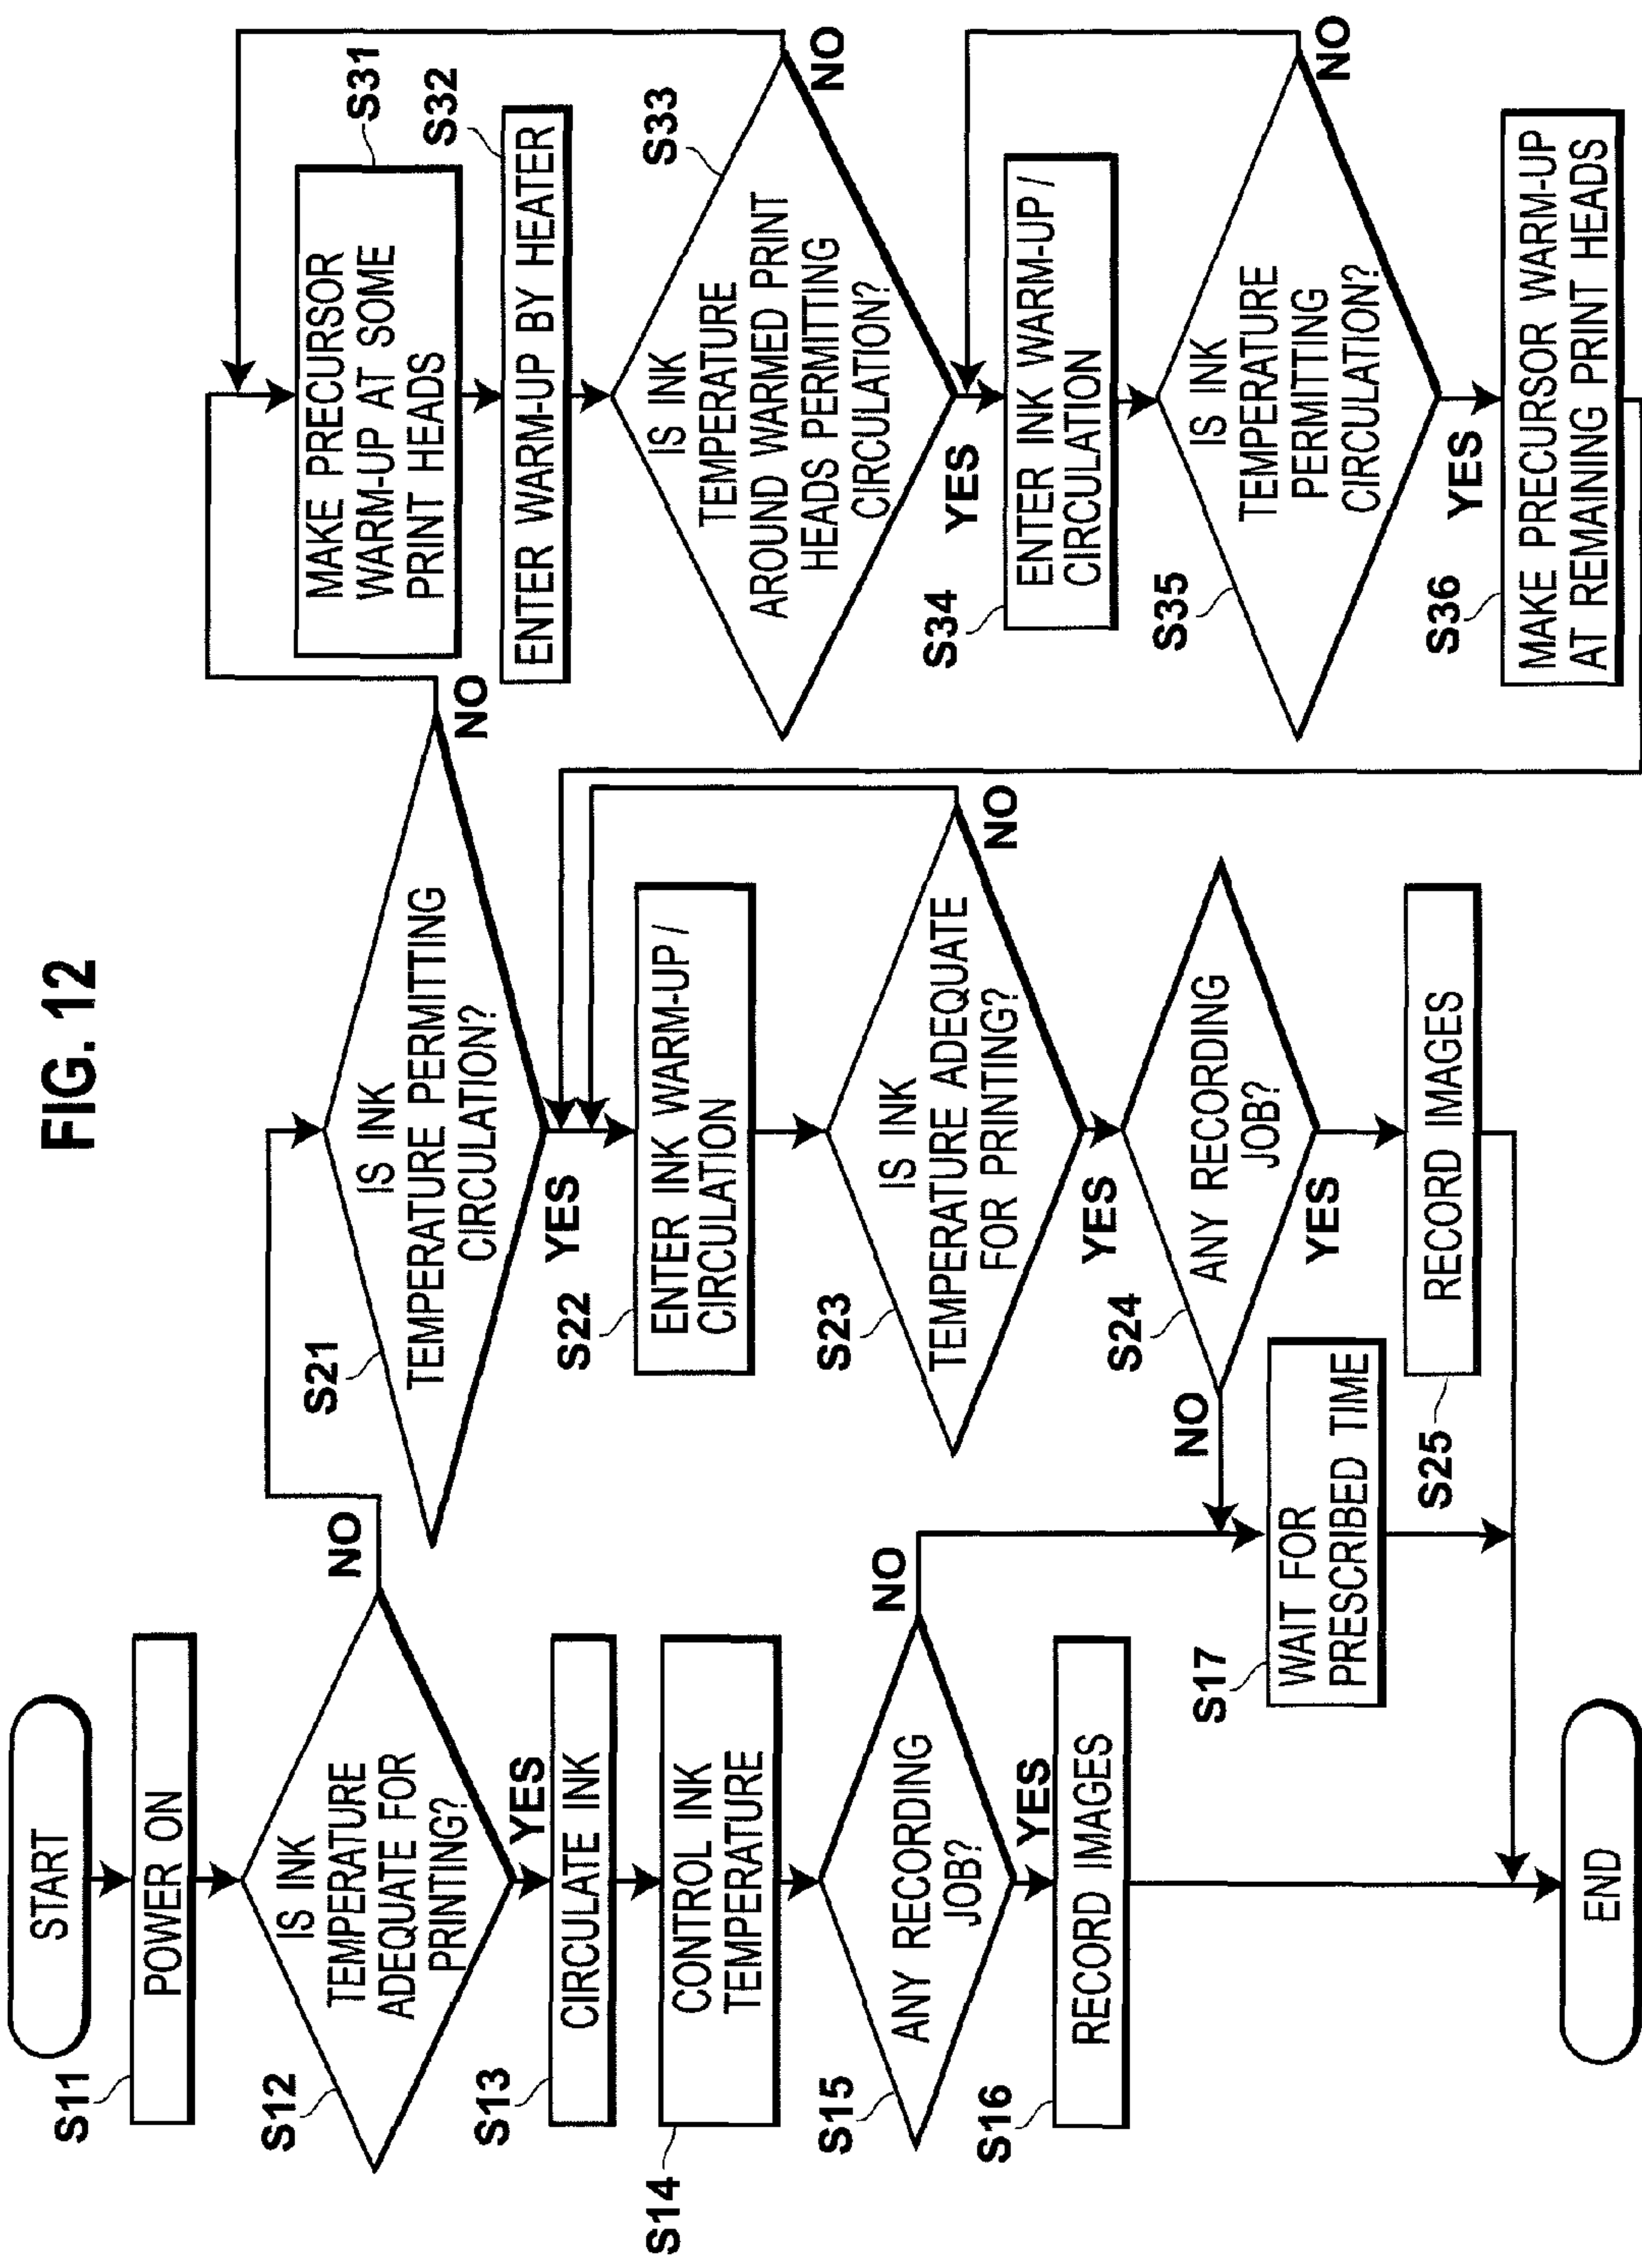 FIG. 12
START
S11
POWER ON
S12
IS INK
TEMPERATURE
ADEQUATE FOR
PRINTING?
NO
YES
S13
CIRCULATE INK
S14
CONTROL INK
TEMPERATURE
S15
ANY RECORDING
JOB?
NO
YES
S16
RECORD IMAGES
S17
WAIT FOR
PRESCRIBED TIME
END
S21
IS INK
TEMPERATURE PERMITTING
CIRCULATION?
NO
YES
S22
ENTER INK WARM-UP /
CIRCULATION
S23
IS INK
TEMPERATURE ADEQUATE
FOR PRINTING?
NO
YES
S24
ANY RECORDING
JOB?
NO
YES
S25
RECORD IMAGES
S31
MAKE PRECURSOR
WARM-UP AT SOME
PRINT HEADS
S32
ENTER WARM-UP BY HEATER
S33
IS INK
TEMPERATURE
AROUND WARMED PRINT
HEADS PERMITTING
CIRCULATION?
NO
YES
S34
ENTER INK WARM-UP /
CIRCULATION
S35
IS INK
TEMPERATURE
PERMITTING
CIRCULATION?
NO
YES
S36
MAKE PRECURSOR WARM-UP
AT REMAINING PRINT HEADS